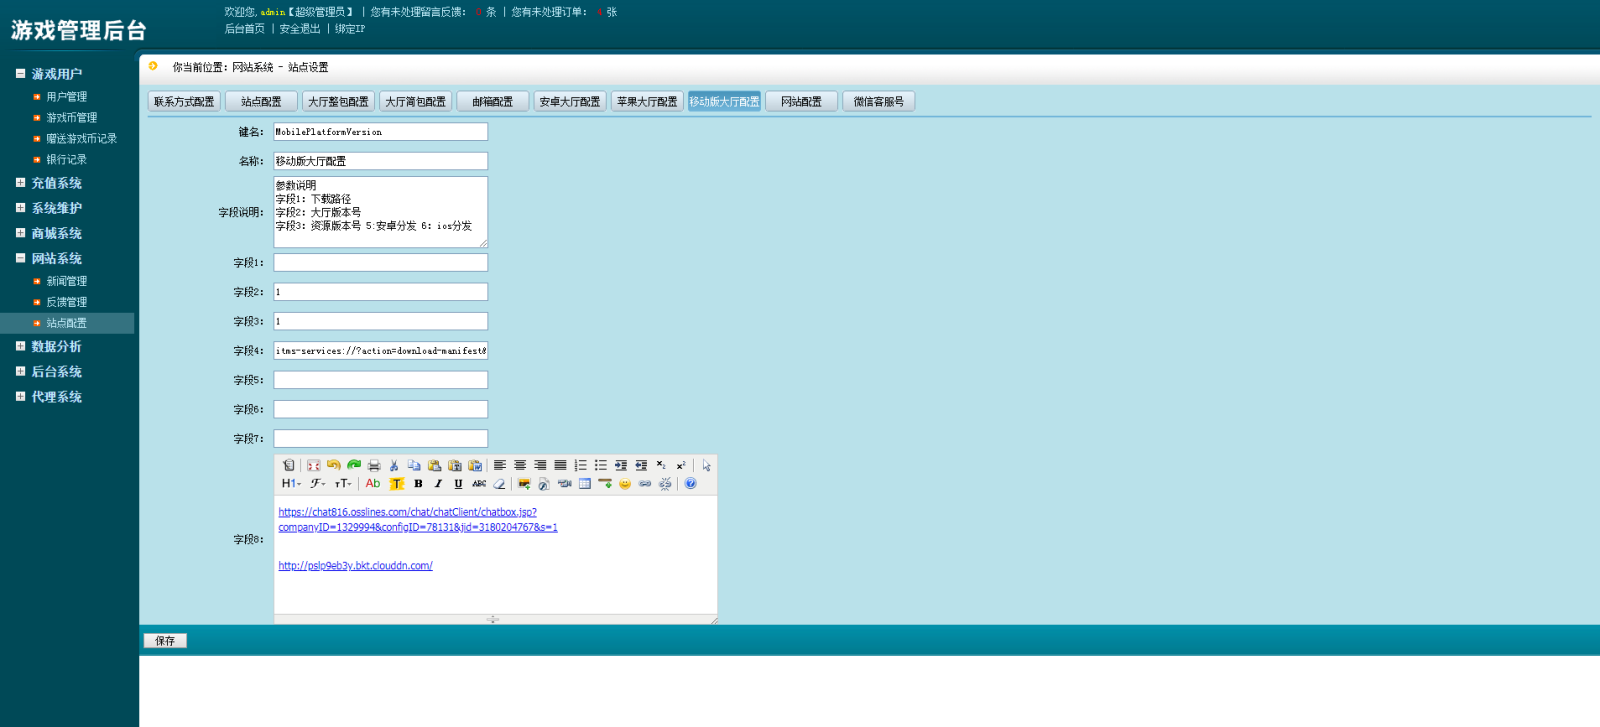 游戏管理后台
欢迎您,admin【超级管理员】 | 您有未处理留言反馈: 0 条 | 您有未处理订单: 4 张
后台首页 | 安全退出 | 绑定IP
游戏用户
用户管理
游戏币管理
赠送游戏币记录
银行记录
充值系统
系统维护
商城系统
网站系统
新闻管理
反馈管理
站点配置
数据分析
后台系统
代理系统
你当前位置: 网站系统 - 站点设置
联系方式配置 站点配置 大厅整包配置 大厅简包配置 邮箱配置 安卓大厅配置 苹果大厅配置 移动版大厅配置 网站配置 微信客服号
键名: MobilePlatformVersion
名称: 移动版大厅配置
字段说明: 参数说明
字段1: 下载路径
字段2: 大厅版本号
字段3: 资源版本号 5:安卓分发 6: ios分发
字段1:
字段2: 1
字段3: 1
字段4: itms-services://?action=download-manifest&
字段5:
字段6:
字段7:
H1 F тT Ab T B I U ABC
字段8: https://chat816.osslines.com/chat/chatClient/chatbox.jsp?
companyID=1329994&configID=78131&jid=3180204767&s=1
http://pslp9eb3y.bkt.clouddn.com/
保存